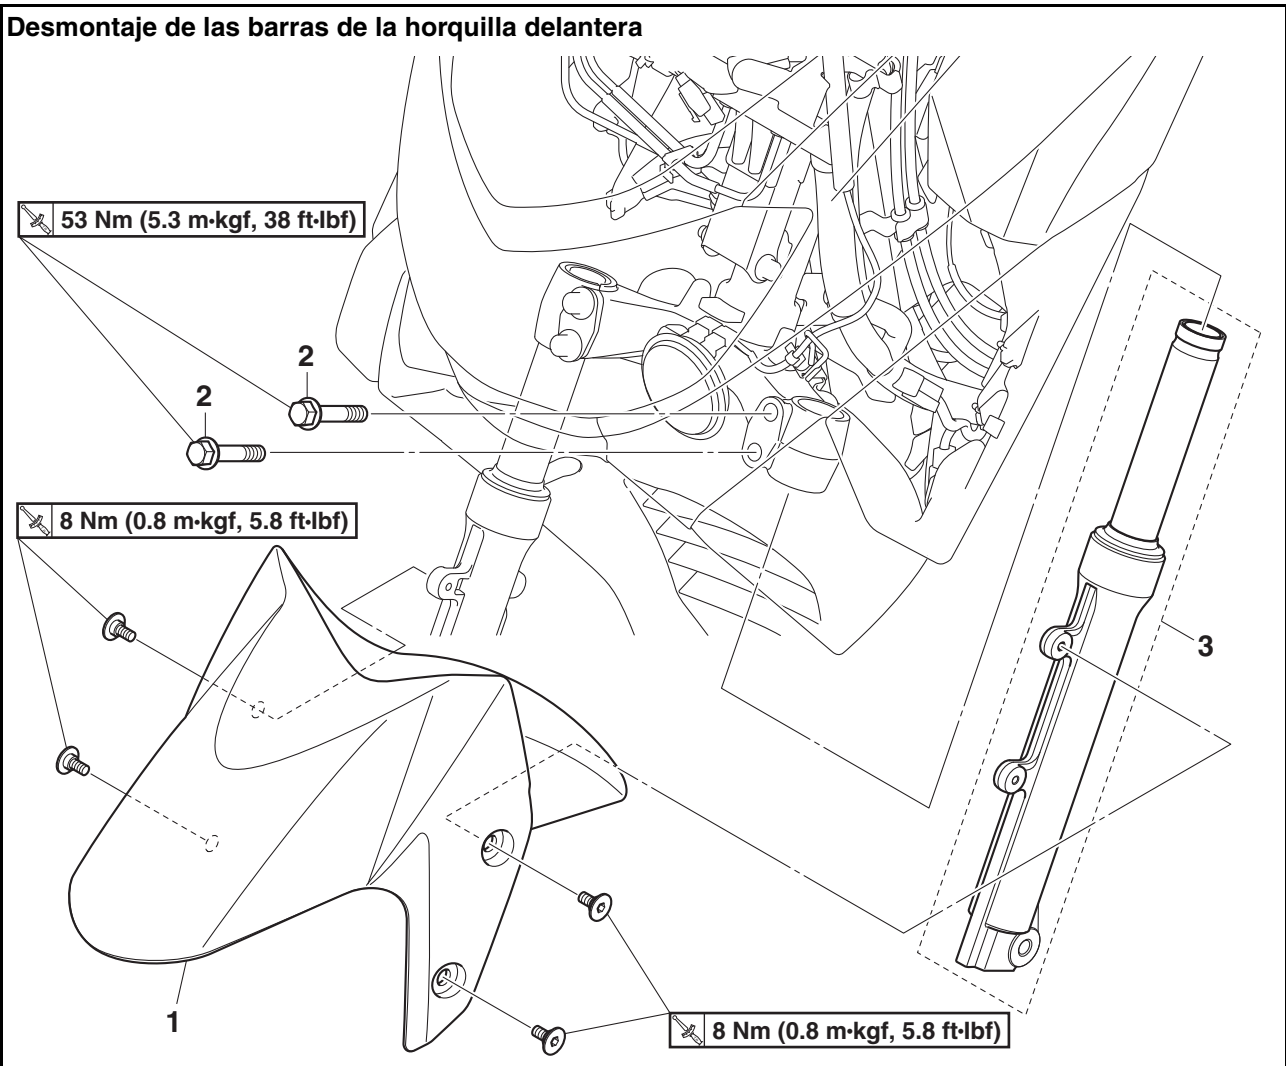 Desmontaje de las barras de la horquilla delantera
53 Nm (5.3 m•kgf, 38 ft•lbf)
2
2
8 Nm (0.8 m•kgf, 5.8 ft•lbf)
3
1
8 Nm (0.8 m•kgf, 5.8 ft•lbf)